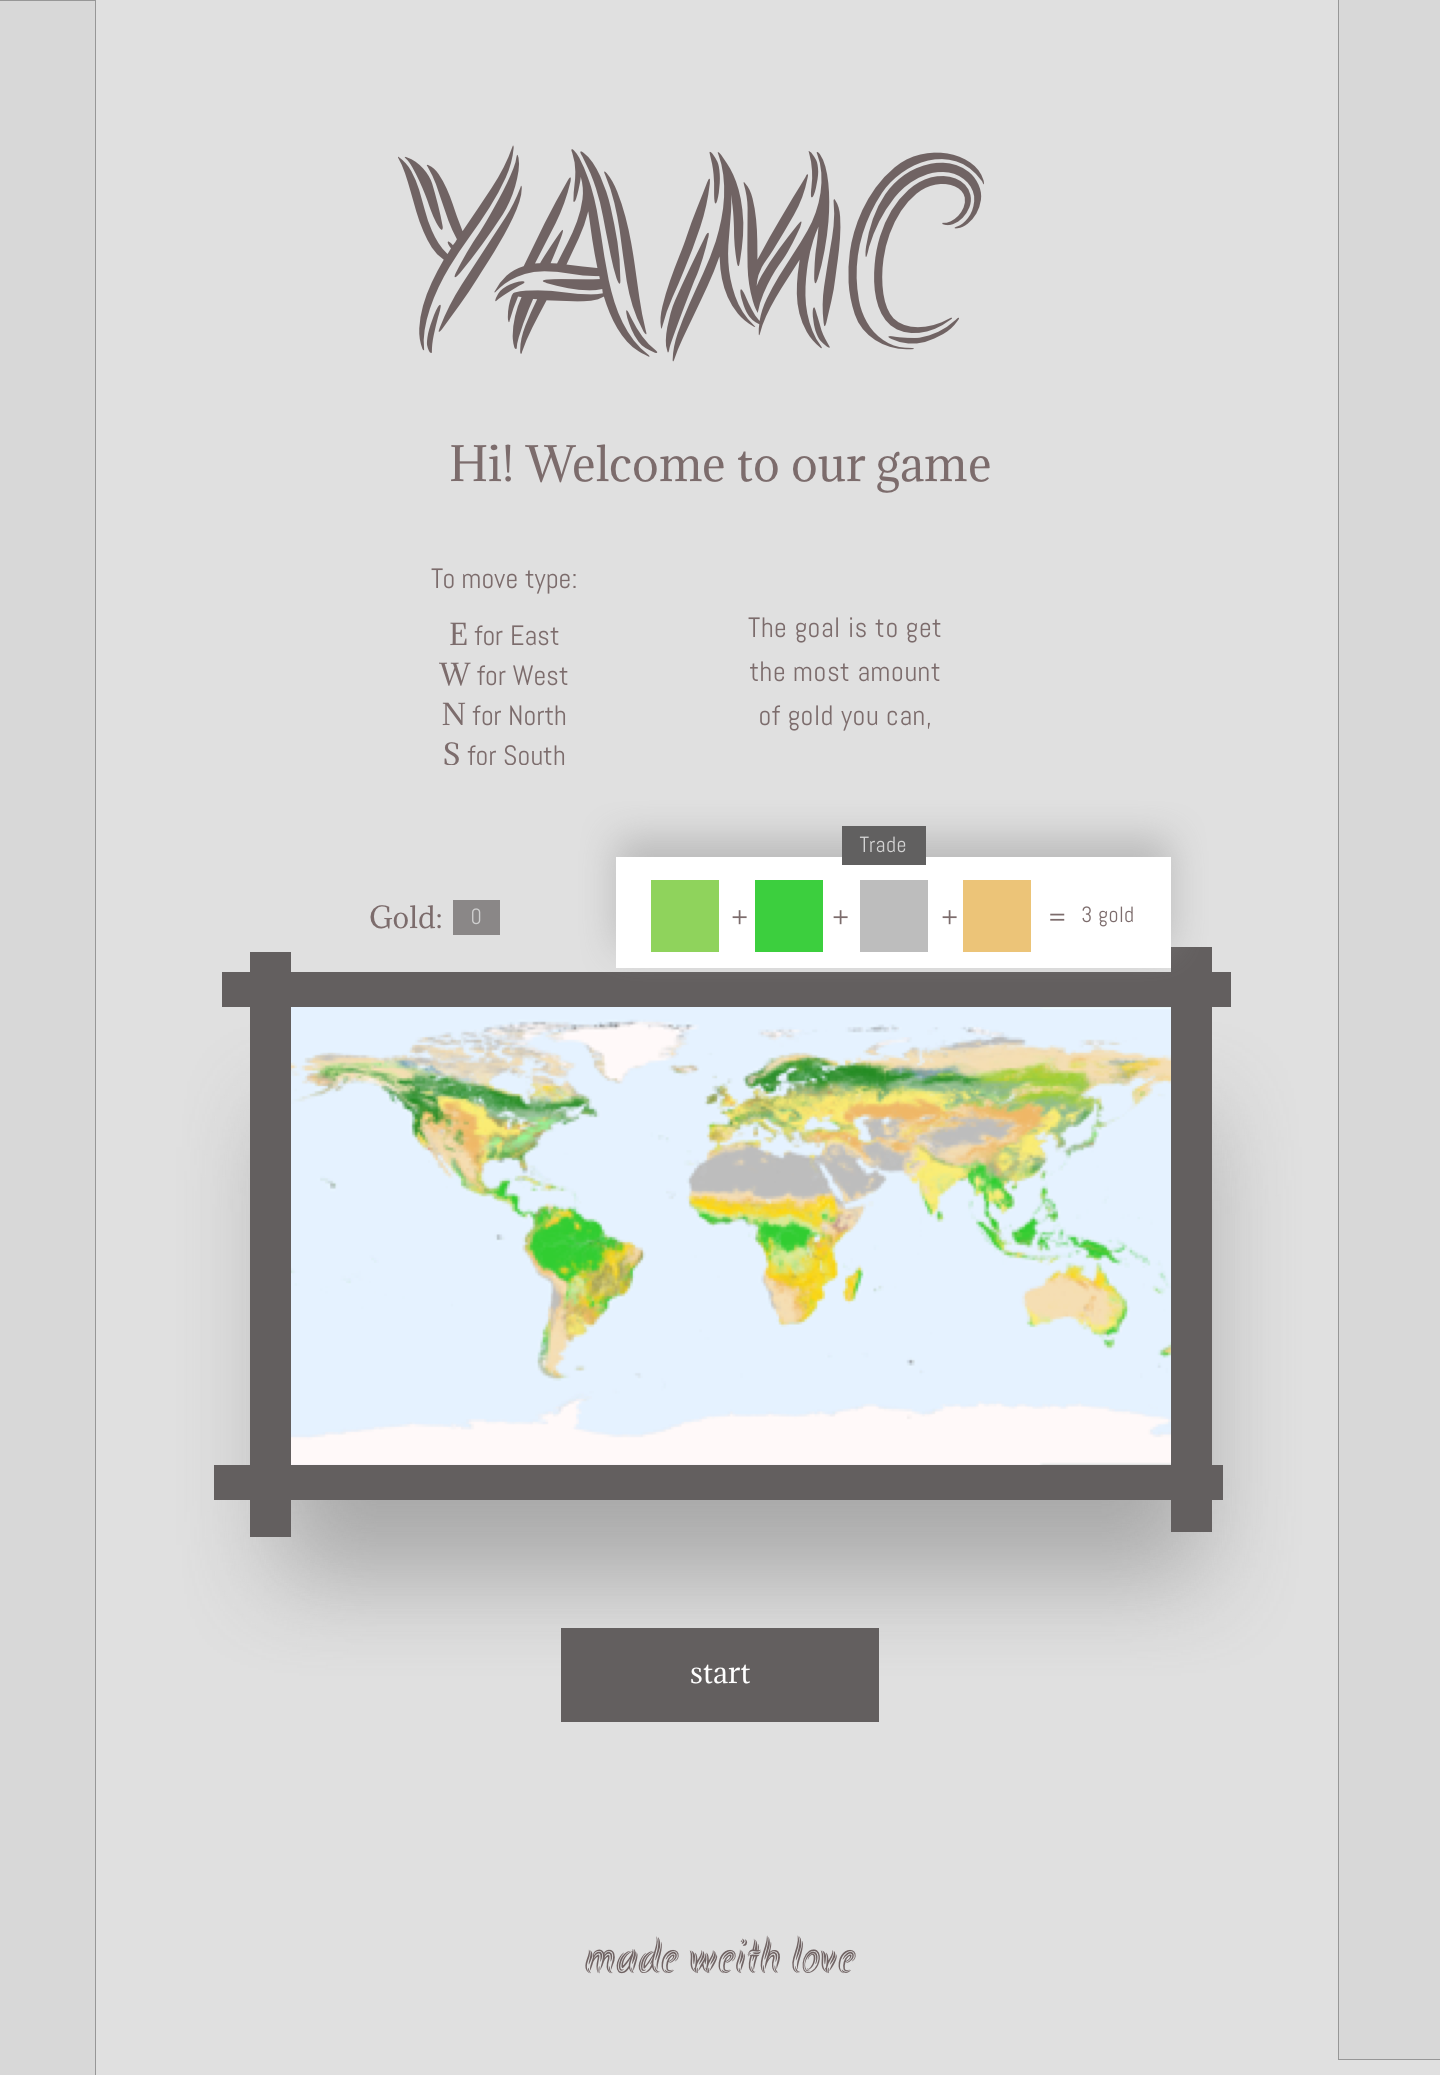 YAMC
Hi! Welcome to our game
To move type:
E for East
W for West
N for North
S for South
The goal is to get
the most amount
of gold you can,
Trade
Gold: 0
+ + + = 3 gold
start
made weith love